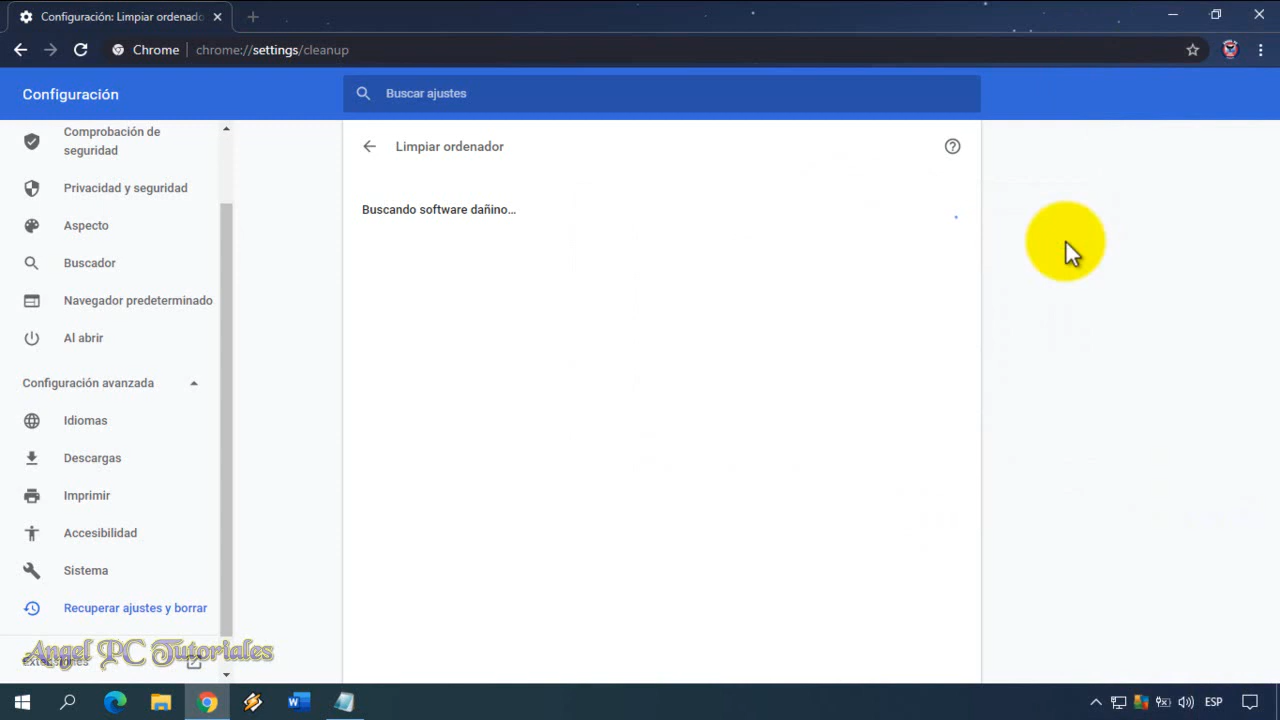 Configuración: Limpiar ordenado
Chrome
chrome://settings/cleanup
Configuración
Buscar ajustes
Comprobación de
seguridad
Privacidad y seguridad
Aspecto
Buscador
Navegador predeterminado
Al abrir
Configuración avanzada
Idiomas
Descargas
Imprimir
Accesibilidad
Sistema
Recuperar ajustes y borrar
Extensiones
Angel PC Tutoriales
Limpiar ordenador
Buscando software dañino...
ESP